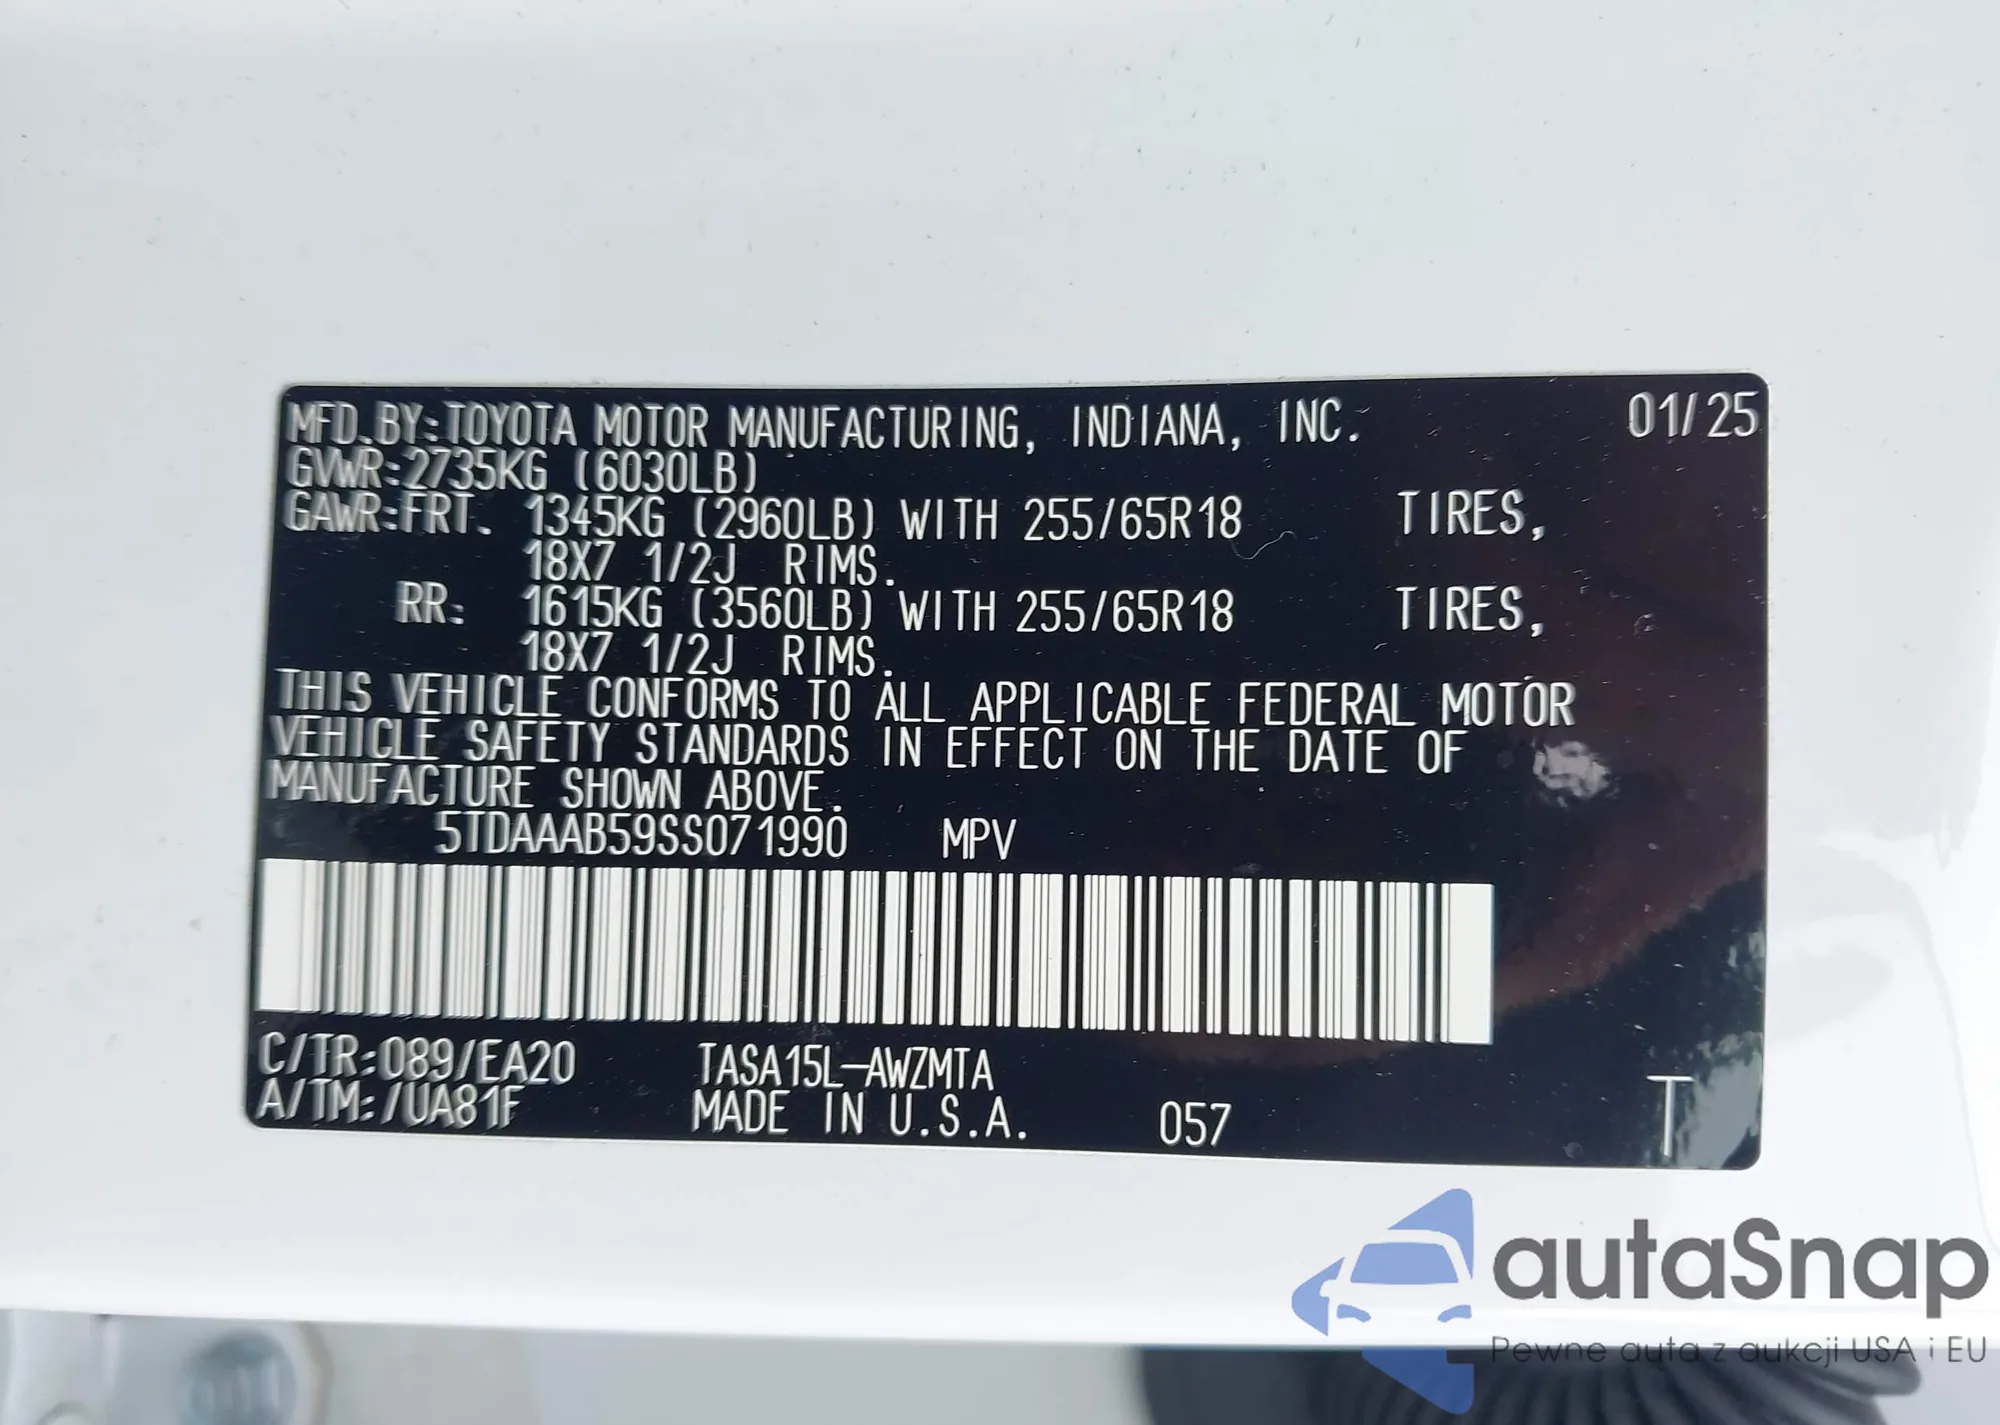 MFD.BY:TOYOTA MOTOR MANUFACTURING, INDIANA, INC. 01/25
GVWR:2735KG (6030LB)
GAWR:FRT. 1345KG (2960LB) WITH 255/65R18 TIRES,
18X7 1/2J RIMS.
RR: 1615KG (3560LB) WITH 255/65R18 TIRES,
18X7 1/2J RIMS.
THIS VEHICLE CONFORMS TO ALL APPLICABLE FEDERAL MOTOR
VEHICLE SAFETY STANDARDS IN EFFECT ON THE DATE OF
MANUFACTURE SHOWN ABOVE.
5TDAAAB59SS071990 MPV
C/TR:089/EA20 TASA15L-AWZMTA
A/TM:/UA81F MADE IN U.S.A. 057 T
autaSnap
Pewne auta z aukcji USA i EU